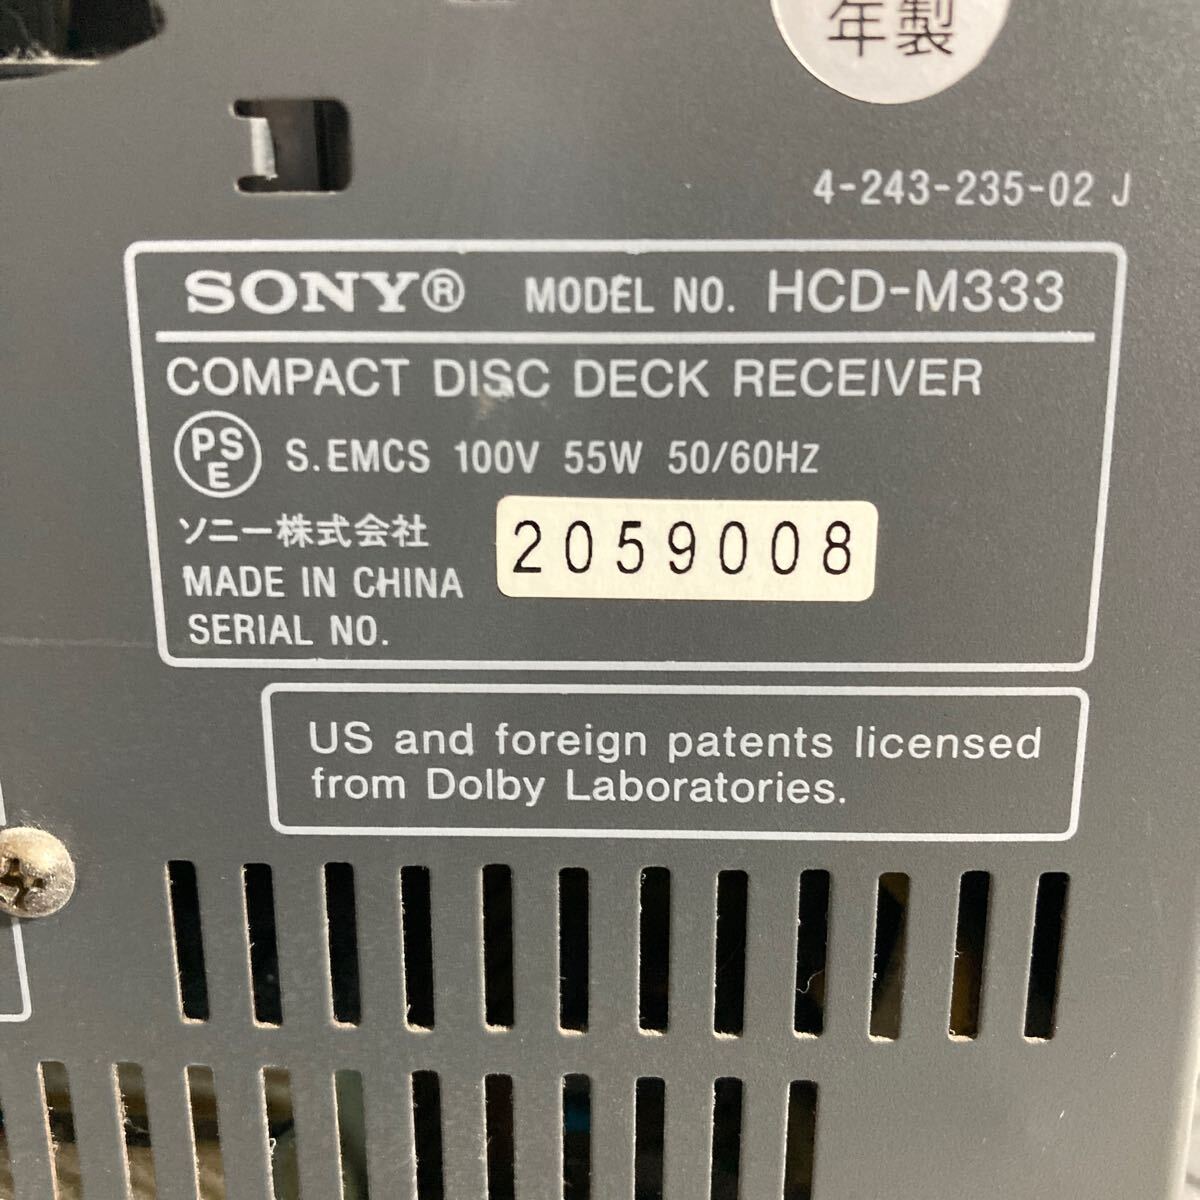 年製
4-243-235-02 J
SONY® MODEL NO. HCD-M333
COMPACT DISC DECK RECEIVER
PSE S.EMCS 100V 55W 50/60Hz
ソニー株式会社
2059008
MADE IN CHINA
SERIAL NO.
US and foreign patents licensed
from Dolby Laboratories.